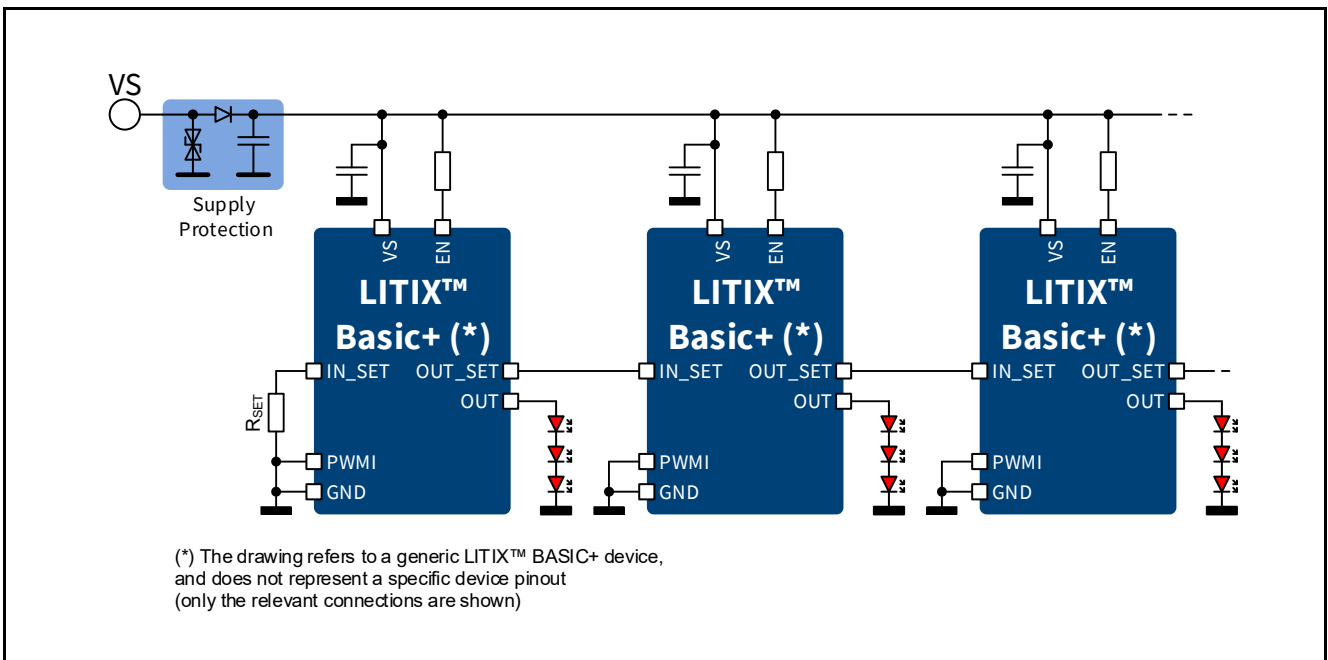 VS
Supply
Protection
VS
EN
LITIX™
Basic+ (*)
IN_SET
OUT_SET
OUT
RSET
PWMI
GND
VS
EN
LITIX™
Basic+ (*)
IN_SET
OUT_SET
OUT
PWMI
GND
VS
EN
LITIX™
Basic+ (*)
IN_SET
OUT_SET
OUT
PWMI
GND
(*) The drawing refers to a generic LITIX™ BASIC+ device,
and does not represent a specific device pinout
(only the relevant connections are shown)